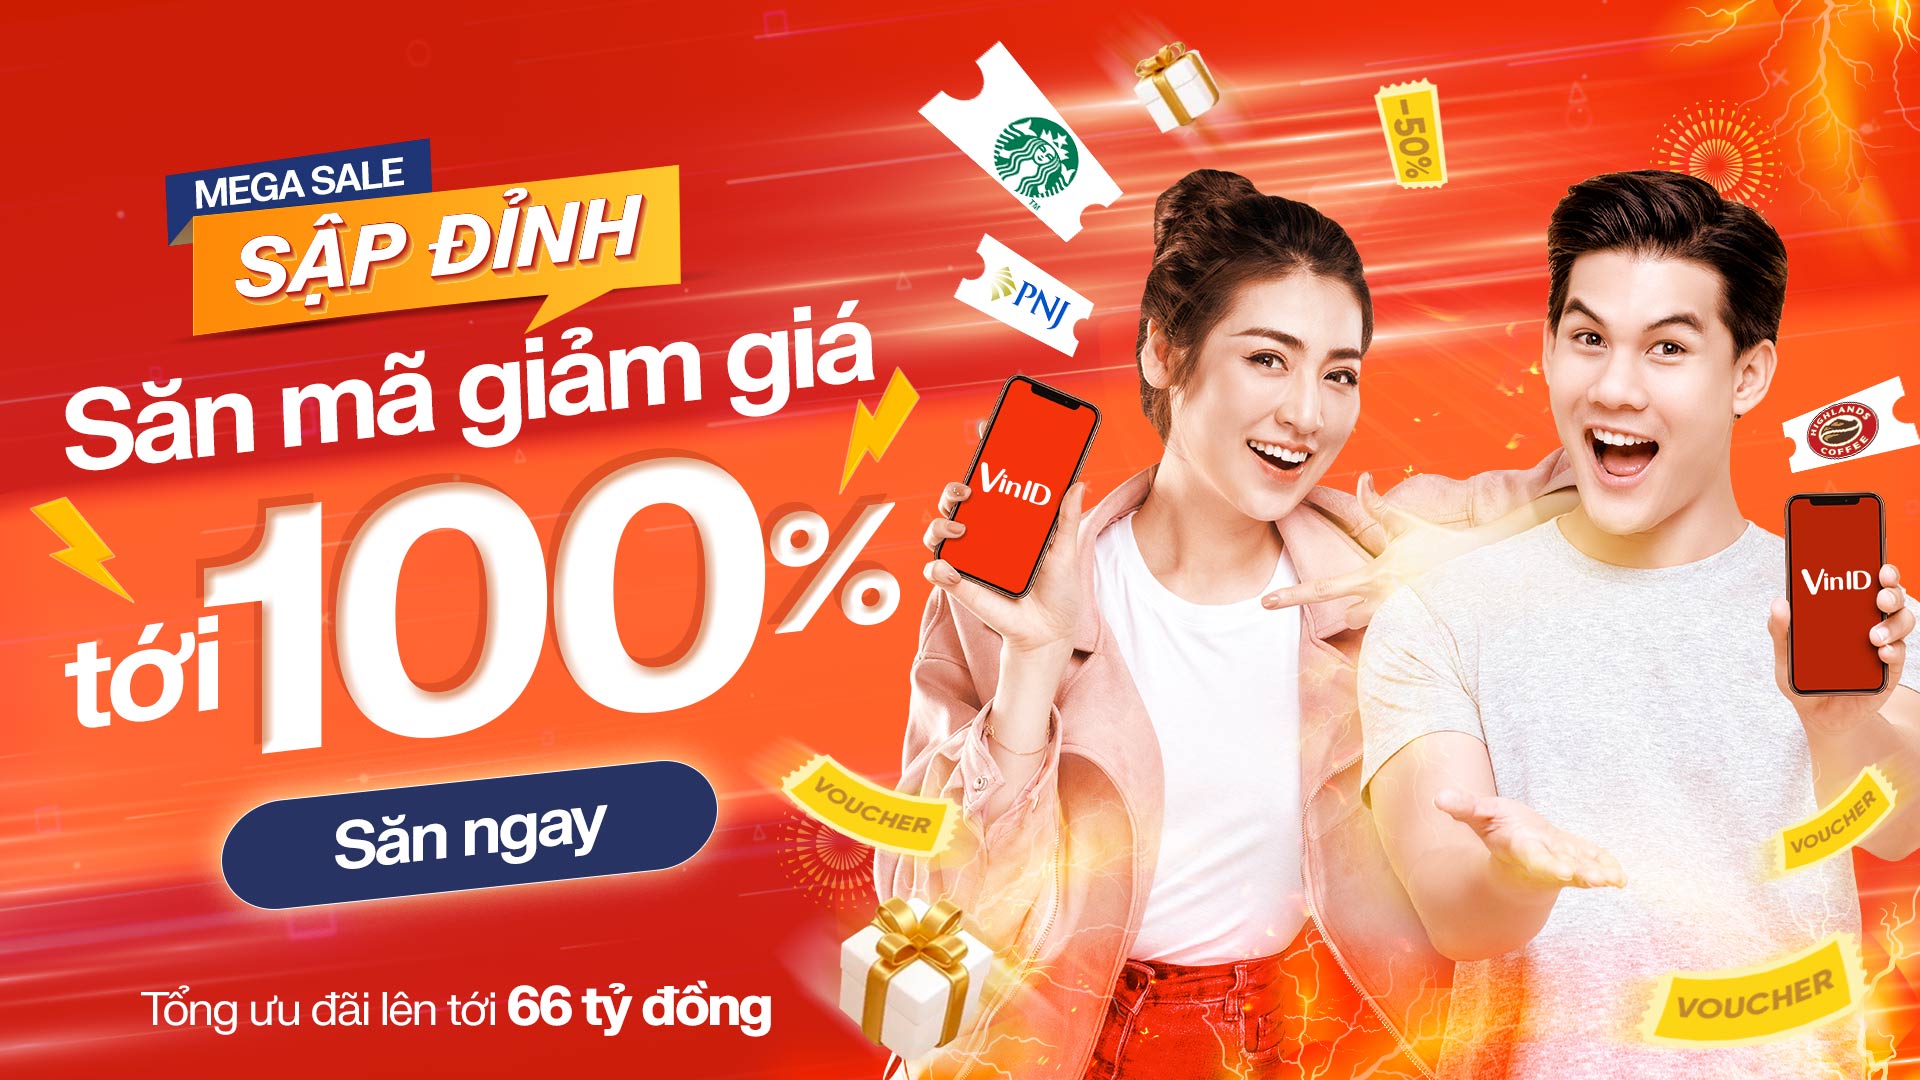 MEGA SALE
SẬP ĐỈNH
Săn mã giảm giá
tới 100%
Săn ngay
Tổng ưu đãi lên tới 66 tỷ đồng
TM
PNJ
-50%
HIGHLANDS
COFFEE
VinID
VinID
VOUCHER
VOUCHER
VOUCHER